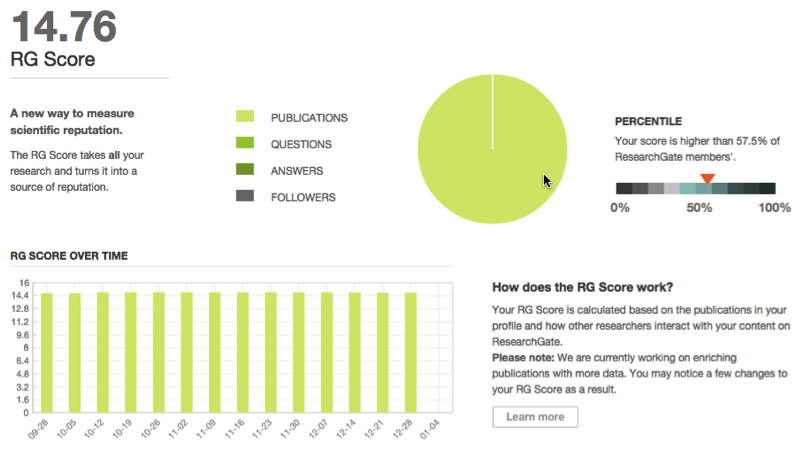 14.76
RG Score
A new way to measure
scientific reputation.
The RG Score takes all your
research and turns it into a
source of reputation.
PUBLICATIONS
QUESTIONS
ANSWERS
FOLLOWERS
PERCENTILE
Your score is higher than 57.5% of
ResearchGate members'.
0% 50% 100%
RG SCORE OVER TIME
16
14.4
12.8
11.2
9.6
8
6.4
4.8
3.2
1.6
0
09-28 10-05 10-12 10-19 10-26 11-02 11-09 11-16 11-23 11-30 12-07 12-14 12-21 12-28 01-04
How does the RG Score work?
Your RG Score is calculated based on the publications in your
profile and how other researchers interact with your content on
ResearchGate.
Please note: We are currently working on enriching
publications with more data. You may notice a few changes to
your RG Score as a result.
Learn more